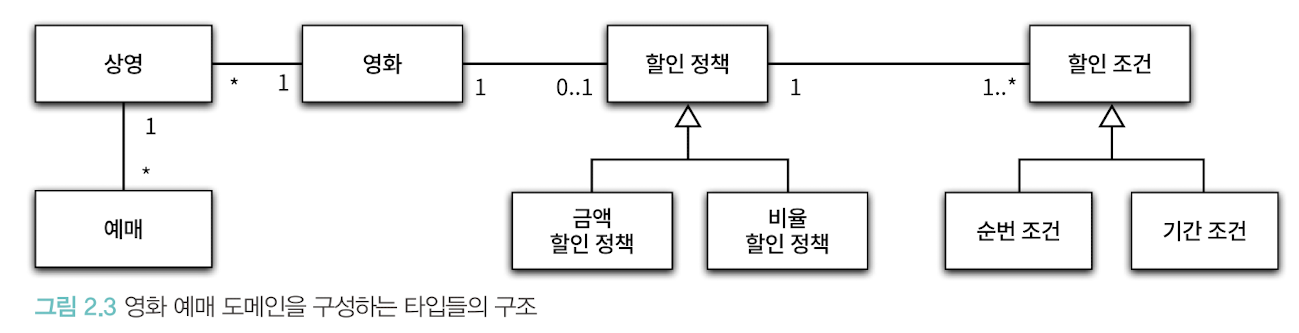 상영
영화
할인 정책
할인 조건
* 1
1 0..1
1 1..*
1
*
예매
금액
할인 정책
비율
할인 정책
순번 조건
기간 조건
그림 2.3 영화 예매 도메인을 구성하는 타입들의 구조